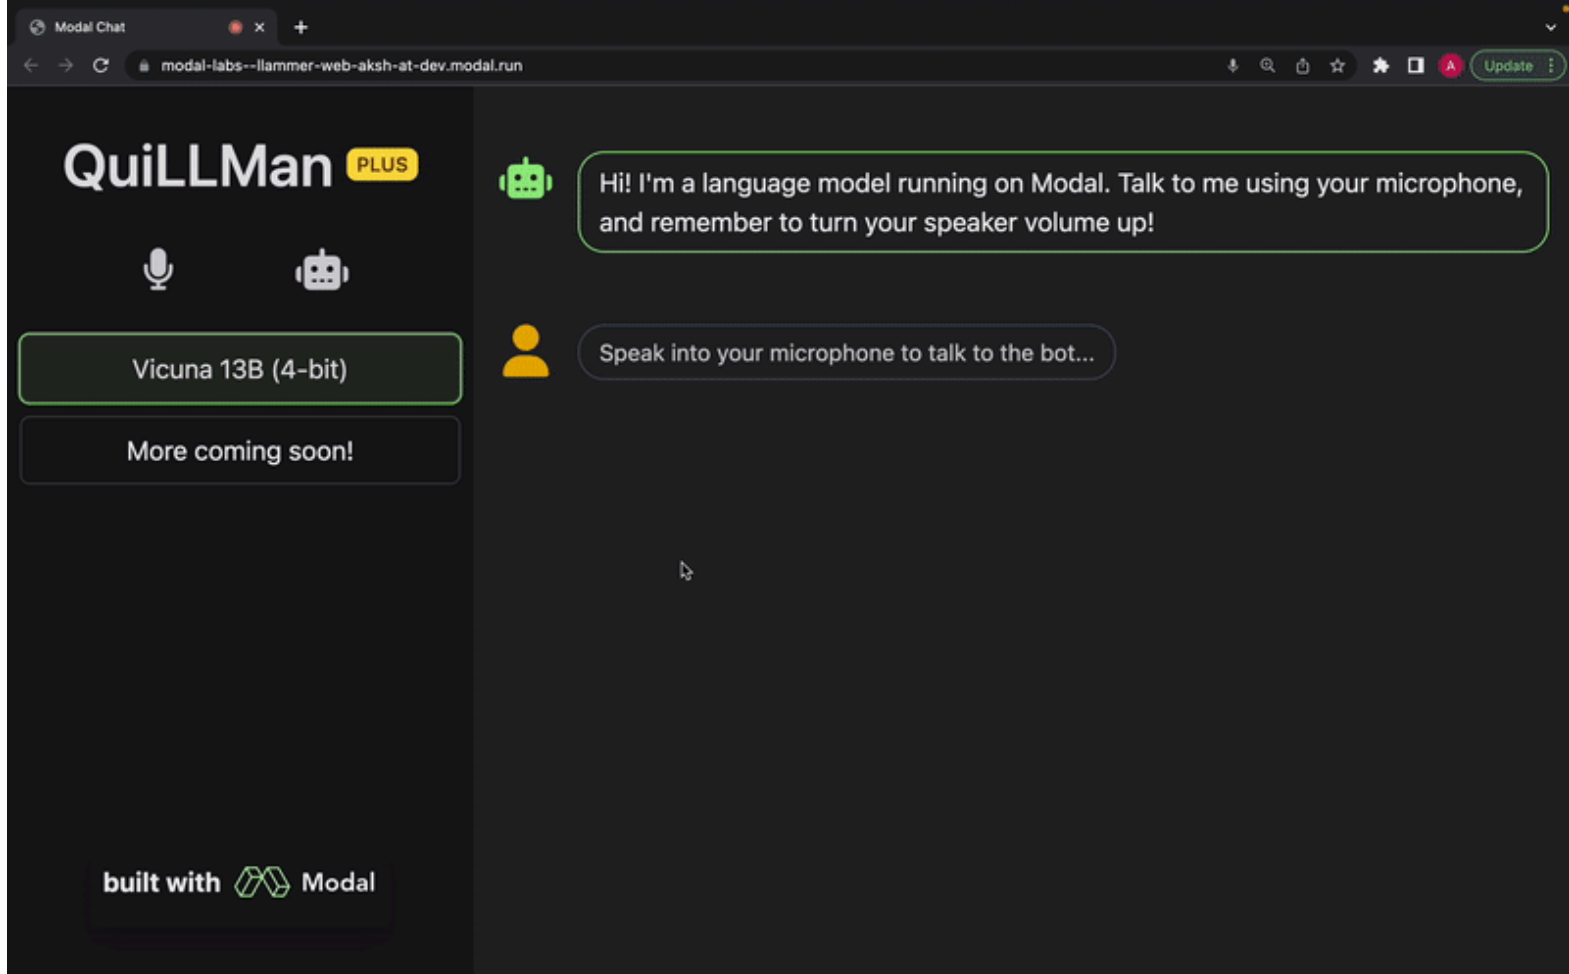 Modal Chat
modal-labs--llammer-web-aksh-at-dev.modal.run
A
Update
QuiLLMan PLUS
Vicuna 13B (4-bit)
More coming soon!
built with Modal
Hi! I'm a language model running on Modal. Talk to me using your microphone,
and remember to turn your speaker volume up!
Speak into your microphone to talk to the bot...